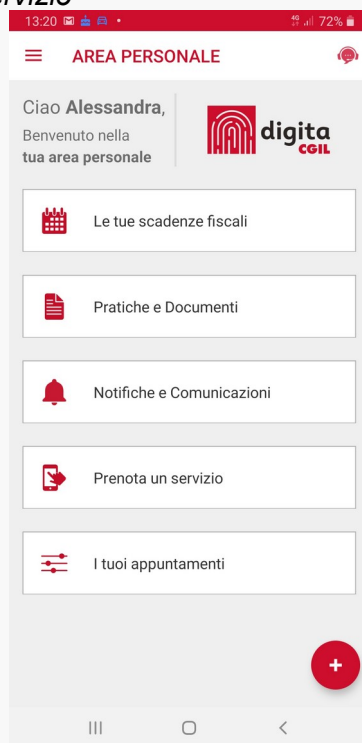 13:20 4G 72%
AREA PERSONALE
Ciao Alessandra,
Benvenuto nella
tua area personale
digita
CGIL
Le tue scadenze fiscali
Pratiche e Documenti
Notifiche e Comunicazioni
Prenota un servizio
I tuoi appuntamenti